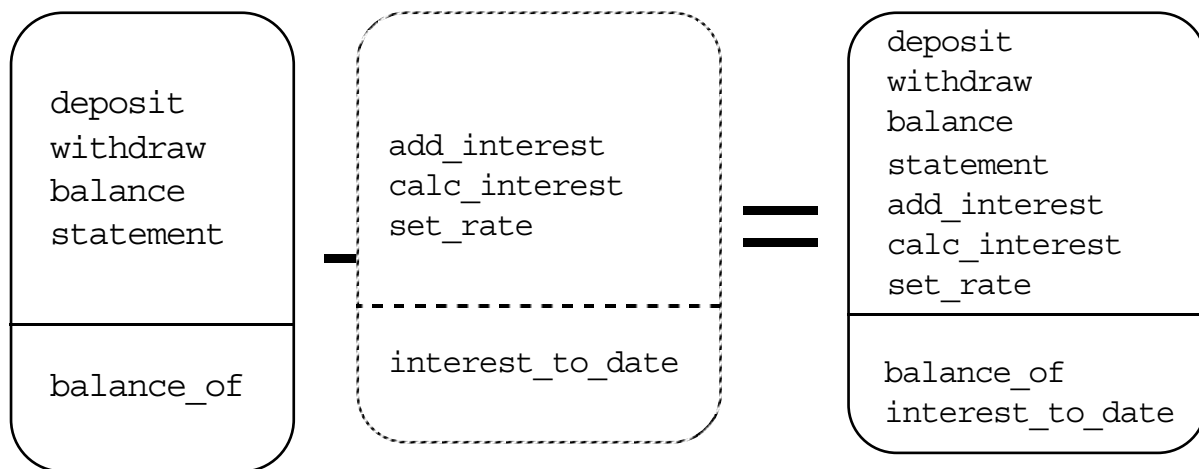 deposit
withdraw
balance
statement
balance_of
add_interest
calc_interest
set_rate
interest_to_date
deposit
withdraw
balance
statement
add_interest
calc_interest
set_rate
balance_of
interest_to_date